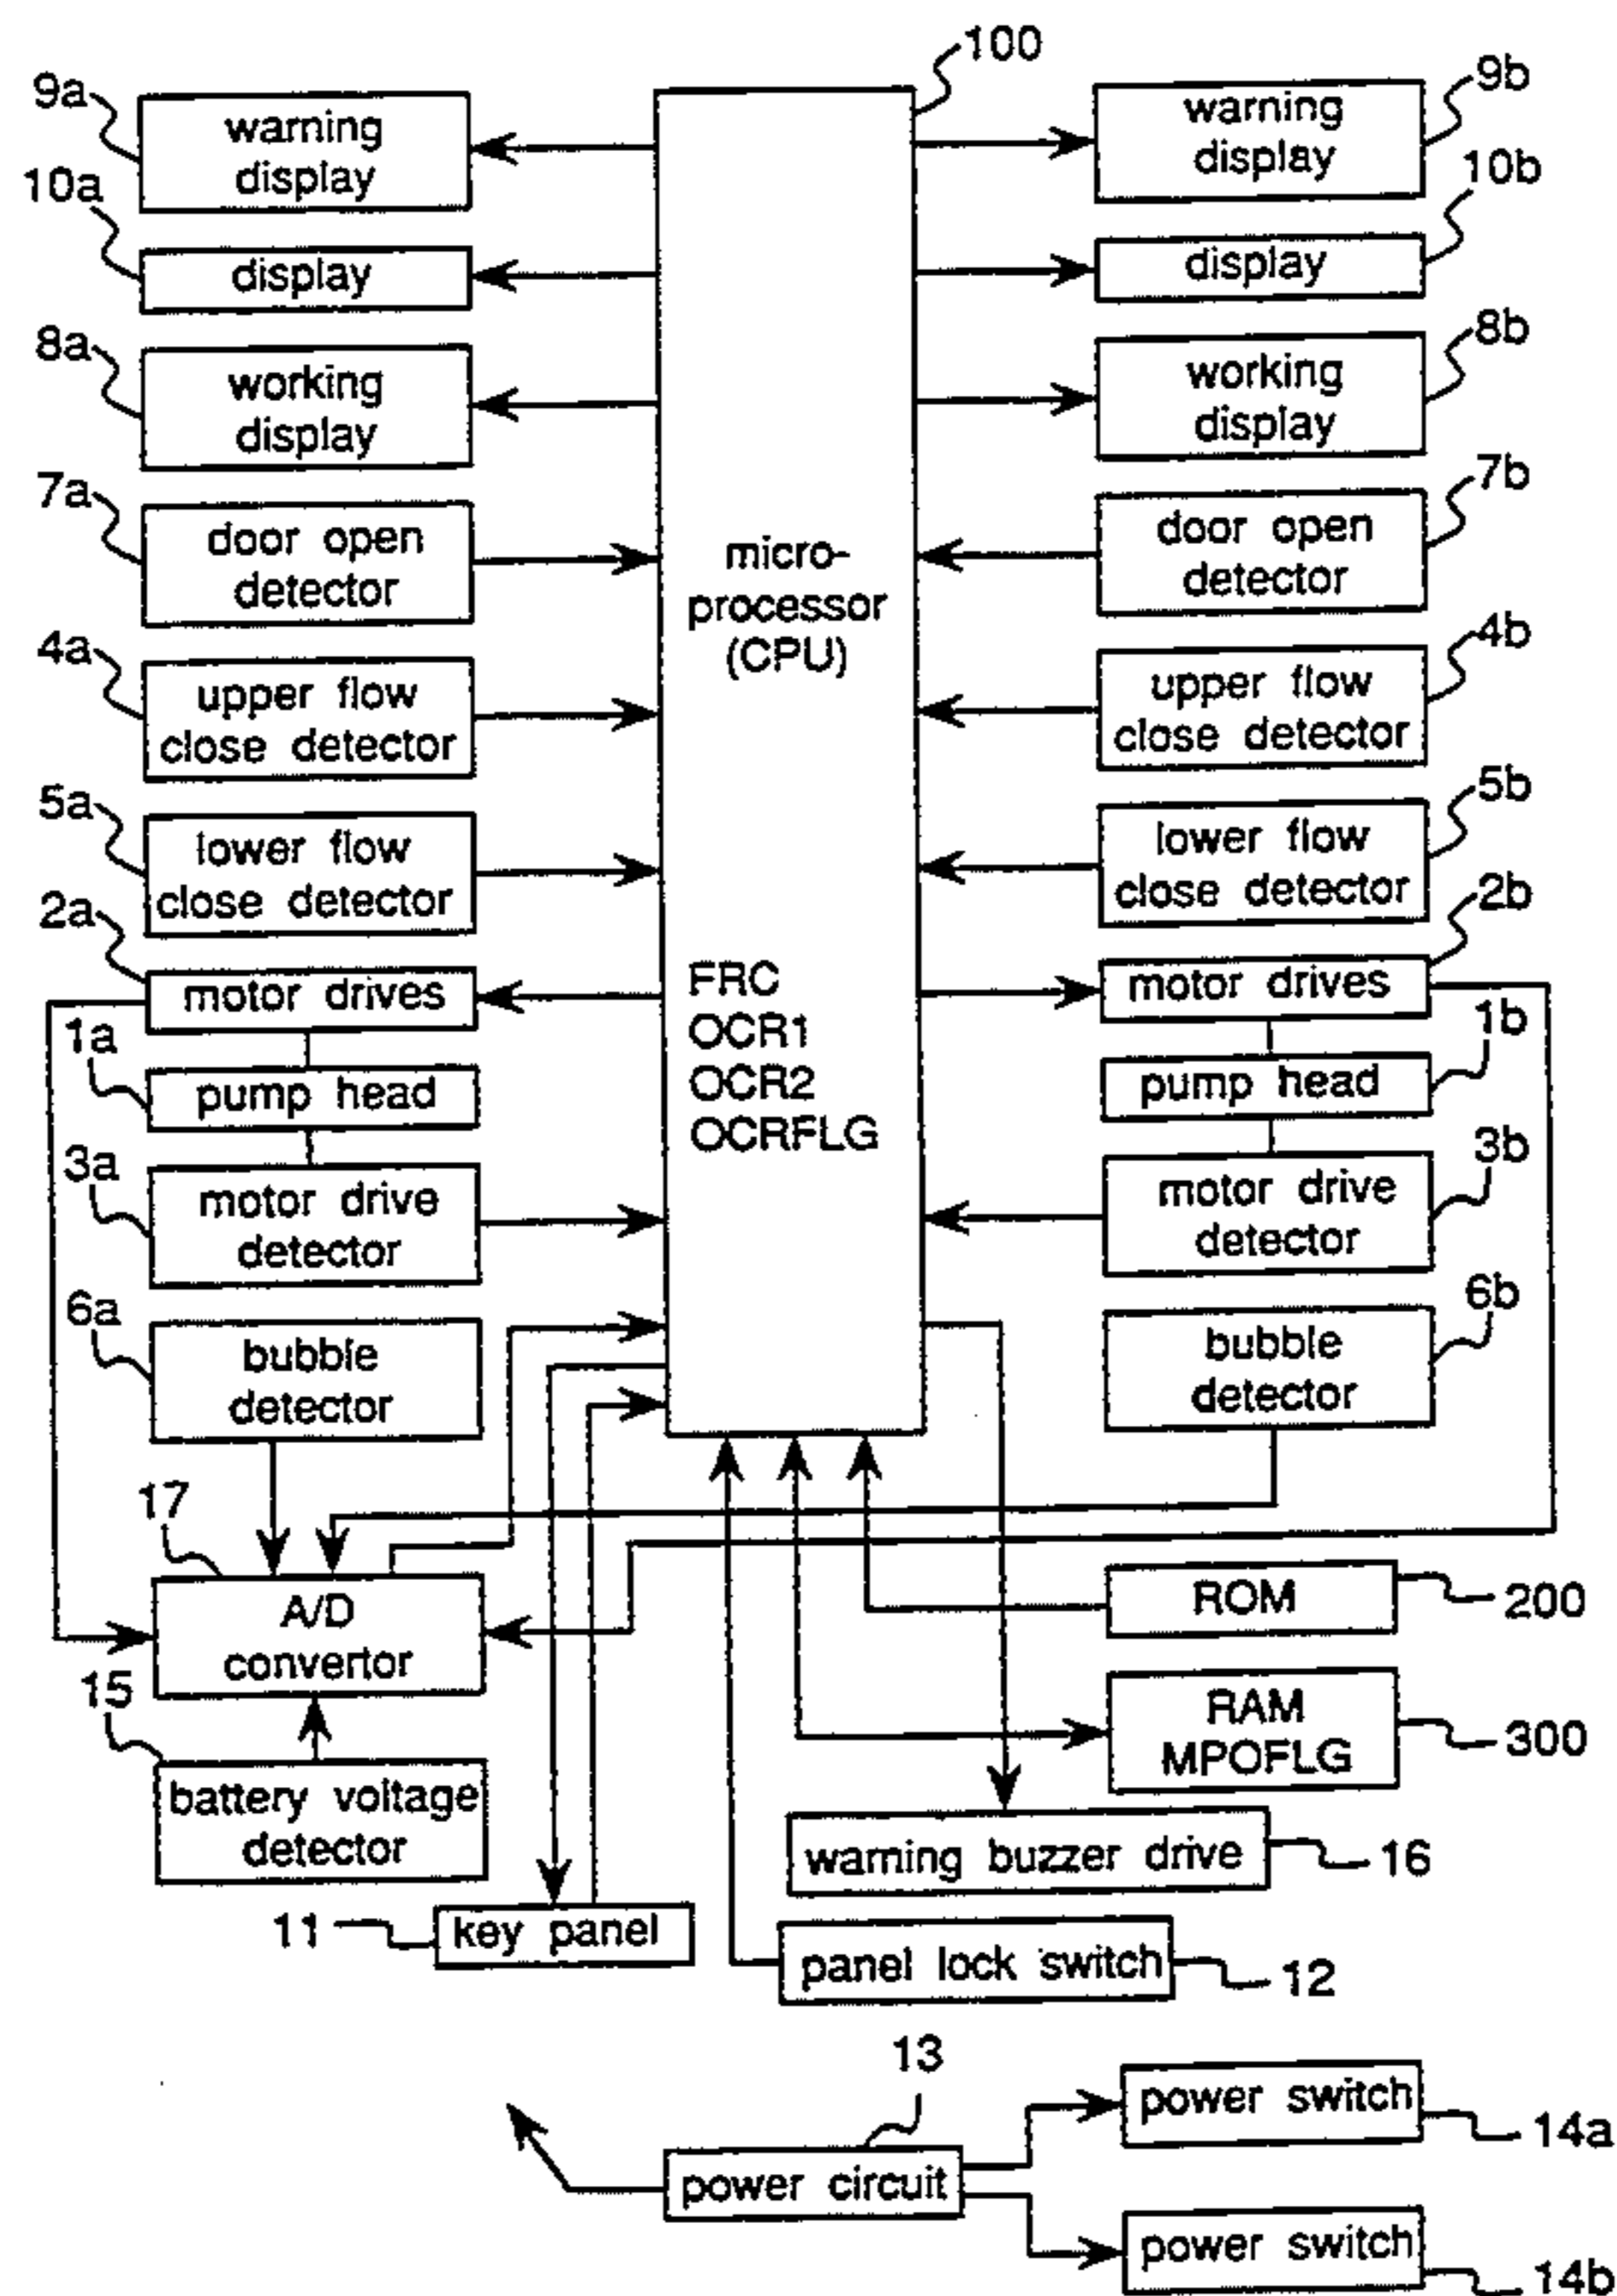 100
9a
warning
display
10a
display
8a
working
display
7a
door open
detector
4a
upper flow
close detector
5a
lower flow
close detector
2a
motor drives
1a
pump head
3a
motor drive
detector
6a
bubble
detector
17
A/D
convertor
15
battery voltage
detector
11
key panel
micro-
processor
(CPU)
FRC
OCR1
OCR2
OCRFLG
9b
warning
display
10b
display
8b
working
display
7b
door open
detector
4b
upper flow
close detector
5b
lower flow
close detector
2b
motor drives
1b
pump head
3b
motor drive
detector
6b
bubble
detector
ROM
200
RAM
MPOFLG
300
warning buzzer drive
16
panel lock switch
12
13
power circuit
power switch
14a
power switch
14b